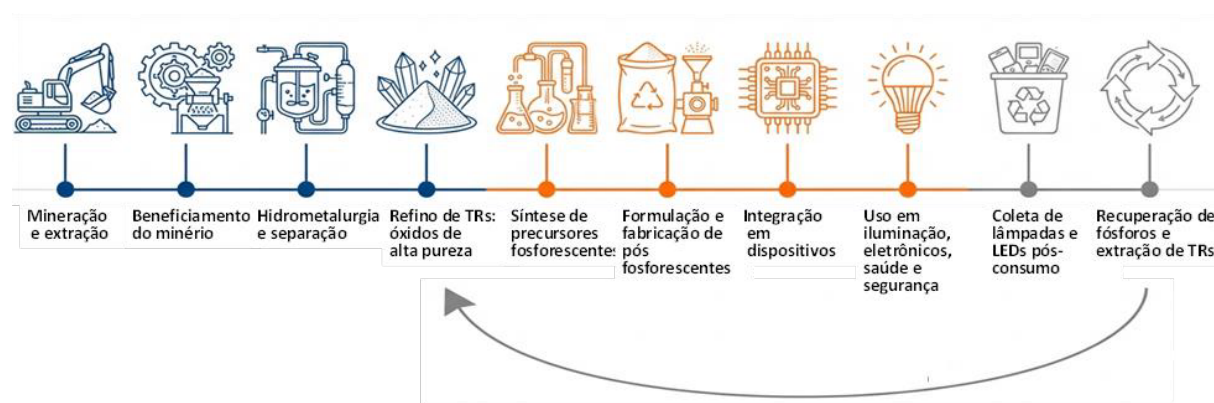 Mineração
e extração
Beneficiamento
do minério
Hidrometalurgia
e separação
Refino de TRs:
óxidos de
alta pureza
Síntese de
precursores
fosforescentes
Formulação e
fabricação de
pós
fosforescentes
Integração
em
dispositivos
Uso em
iluminação,
eletrônicos,
saúde e
segurança
Coleta de
lâmpadas e
LEDs pós-
consumo
Recuperação de
fósforos e
extração de TRs